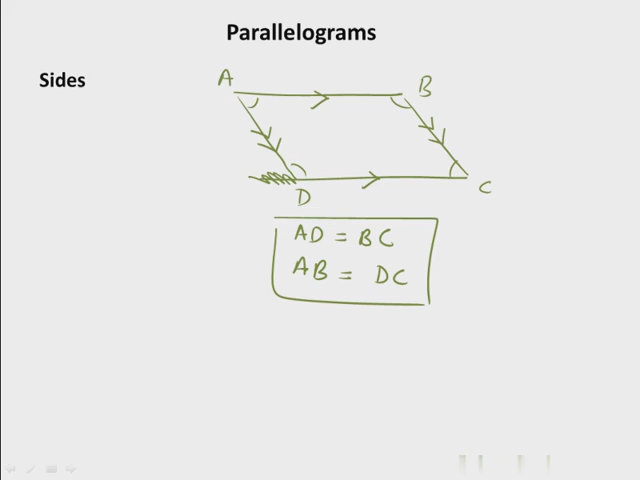 Parallelograms
Sides
A
B
D
C
AD = BC
AB = DC